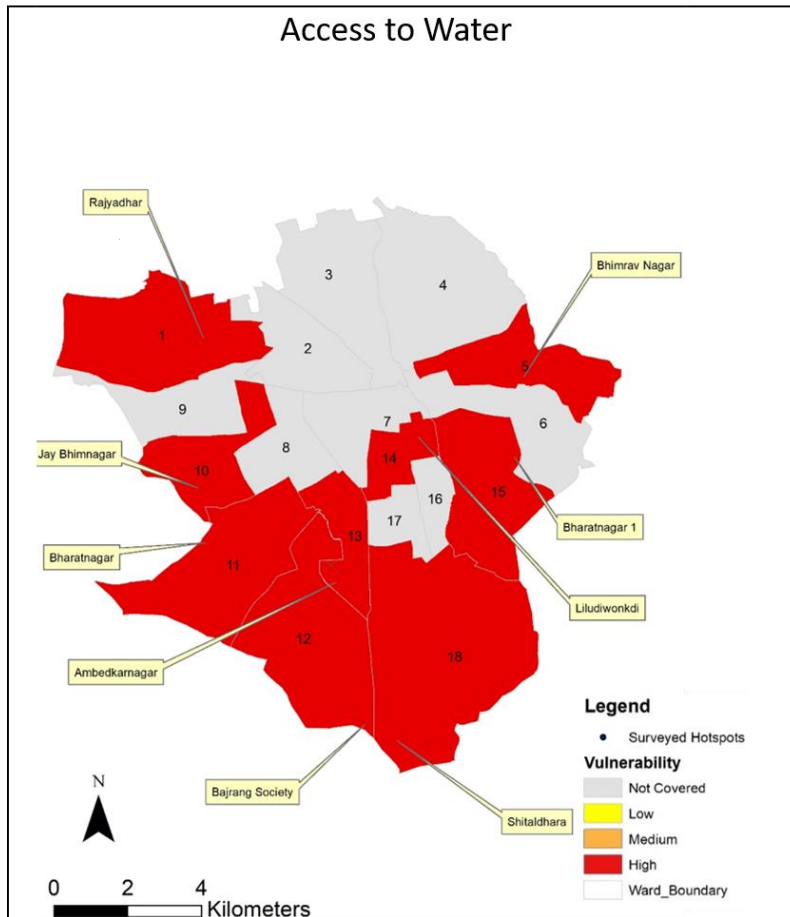 Access to Water
Rajyadhar
Bhimrav Nagar
3
4
1
2
5
9
7
6
8
14
10
Jay Bhimnagar
15
16
17
13
Bharatnagar 1
Bharatnagar
11
Liludiwonkdi
12
18
Ambedkarnagar
Bajrang Society
Shitaldhara
Legend
Surveyed Hotspots
Vulnerability
Not Covered
Low
Medium
High
Ward_Boundary
N
0 2 4
Kilometers